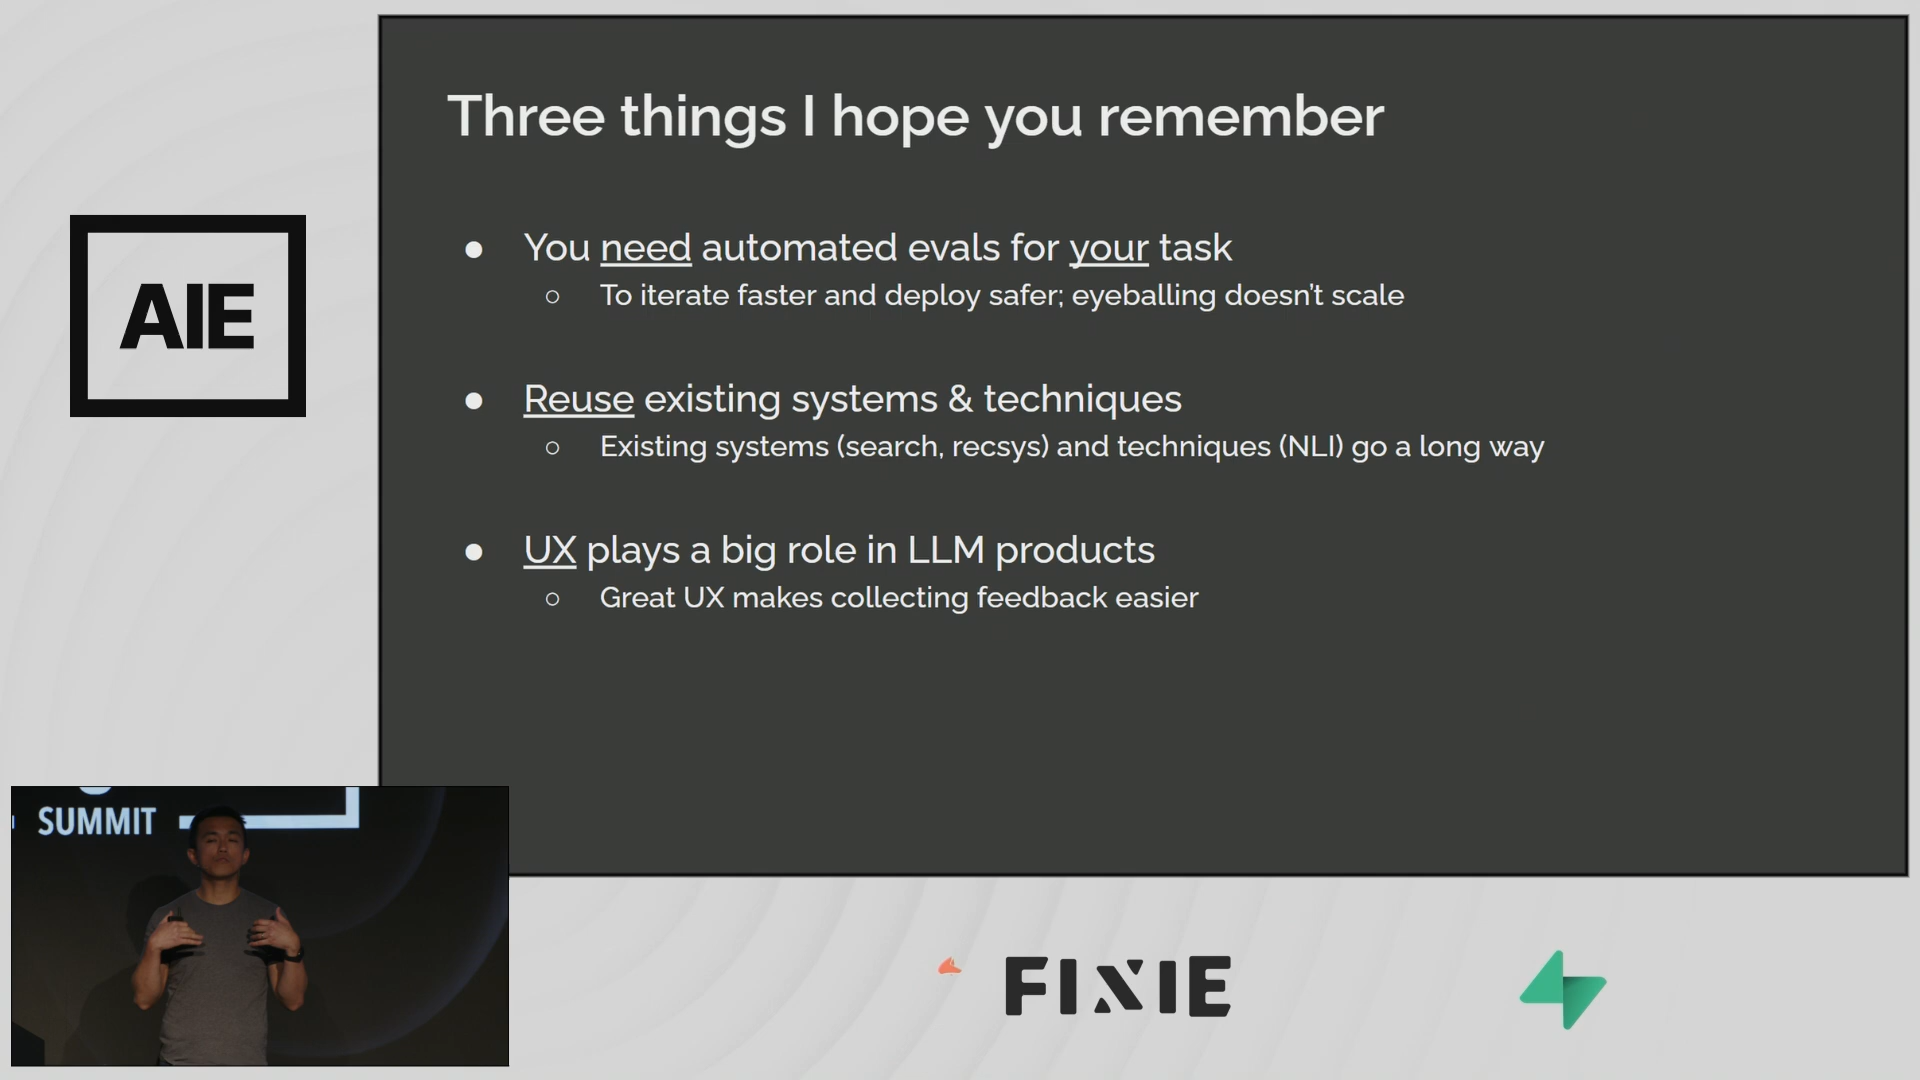 Three things I hope you remember
● You need automated evals for your task
○ To iterate faster and deploy safer; eyeballing doesn’t scale
● Reuse existing systems & techniques
○ Existing systems (search, recsys) and techniques (NLI) go a long way
● UX plays a big role in LLM products
○ Great UX makes collecting feedback easier
AIE
SUMMIT
FIXIE